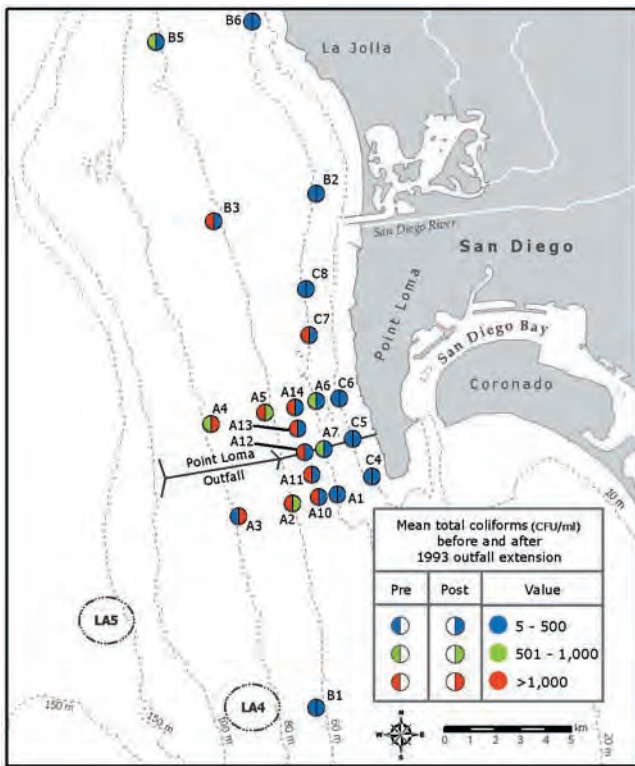 B6
B5
La Jolla
B2
B3
San Diego River
San Diego
C8
Point Loma
C7
San Diego Bay
Coronado
A14
A6
C6
A5
A4
A13
A12
A7
C5
Point Loma
Outfall
A11
C4
A3
A2
A10
A1
20 m
Mean total coliforms (CFU/ml)
before and after
1993 outfall extension
Pre
Post
Value
5 - 500
501 - 1,000
>1,000
LA5
LA4
B1
150 m
150 m
100 m
80 m
60 m
20 m
N
W
E
S
0
1
2
3
4
5
km